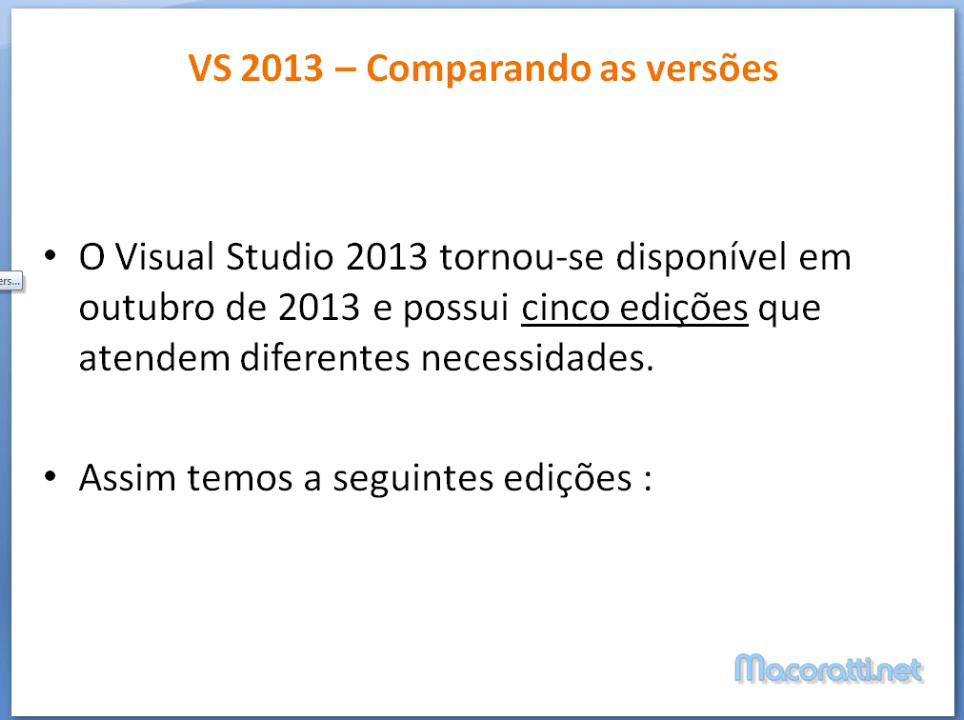 VS 2013 – Comparando as versões
• O Visual Studio 2013 tornou-se disponível em
outubro de 2013 e possui cinco edições que
atendem diferentes necessidades.
ers...
• Assim temos a seguintes edições :
Macoratti.net